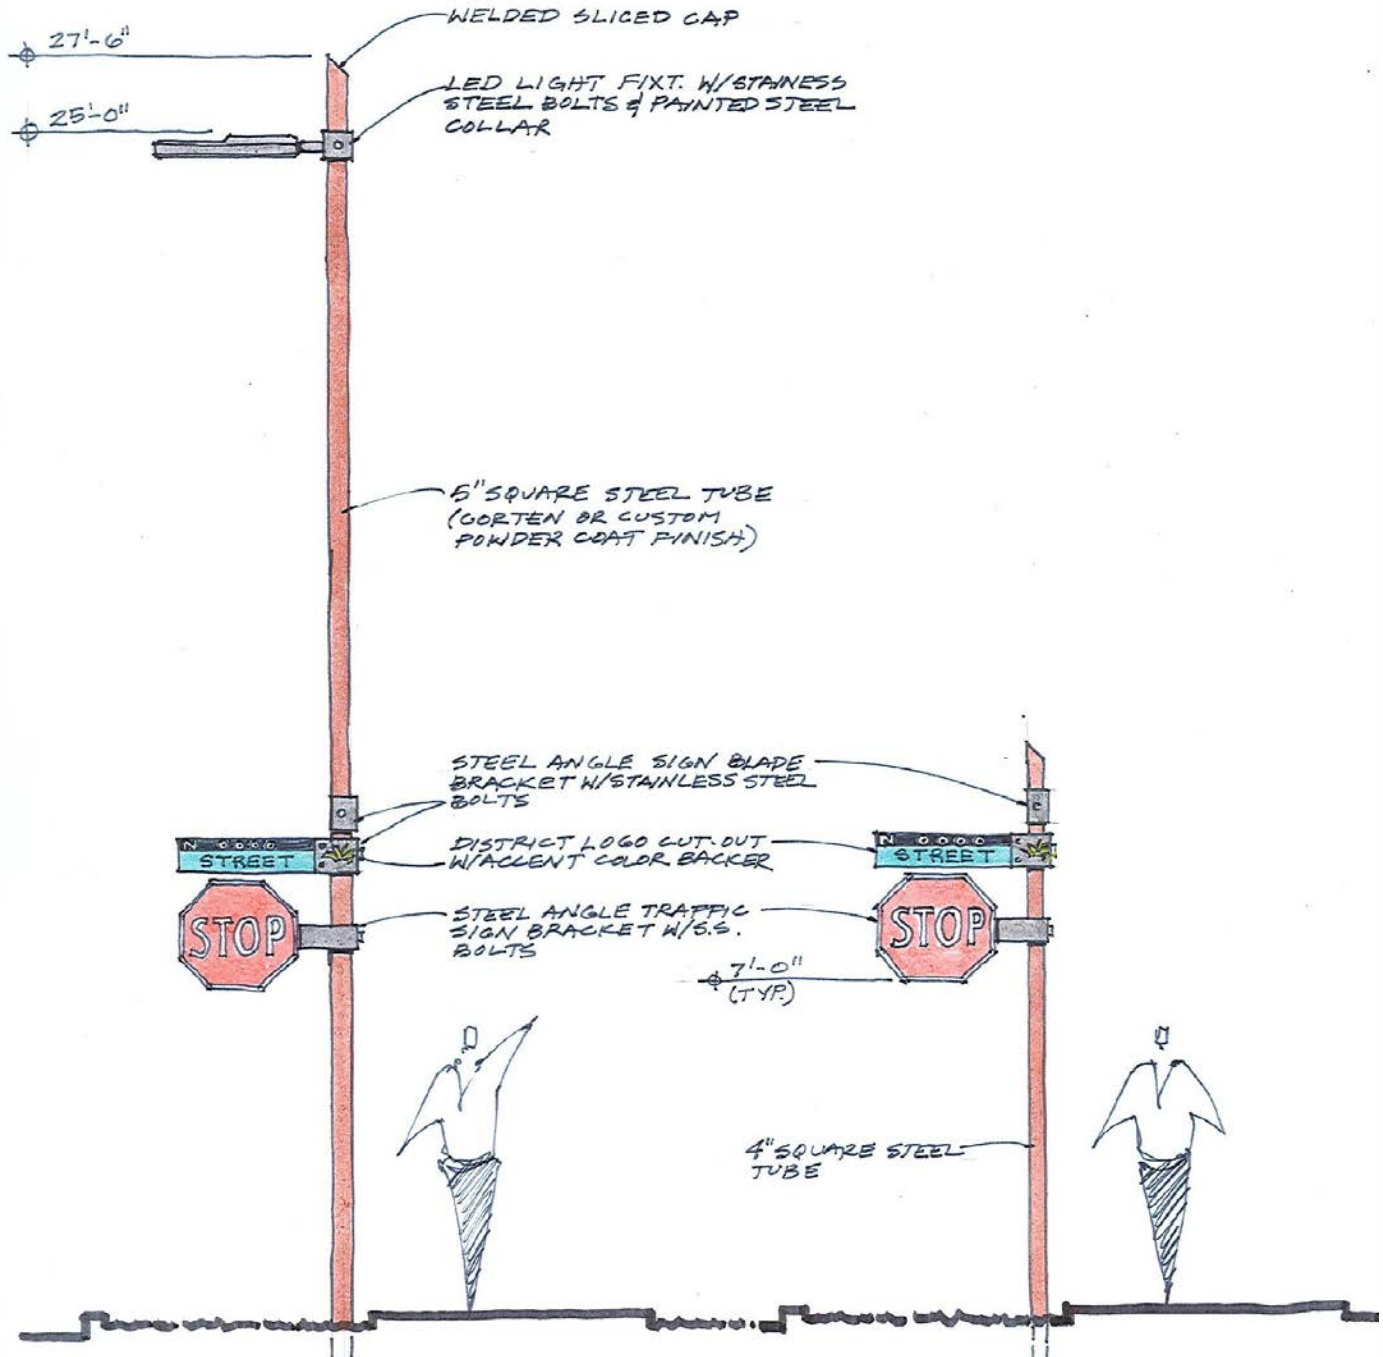 WELDED SLICED CAP
27'-6"
LED LIGHT FIXT. W/STAINESS
STEEL BOLTS & PAINTED STEEL
COLLAR
25'-0"
5" SQUARE STEEL TUBE
(CORTEN OR CUSTOM
POWDER COAT FINISH)
STEEL ANGLE SIGN BLADE
BRACKET W/STAINLESS STEEL
BOLTS
DISTRICT LOGO CUT-OUT
W/ACCENT COLOR BACKER
N 0000
STREET
N 0000
STREET
STEEL ANGLE TRAFFIC
SIGN BRACKET W/S.S.
BOLTS
STOP
STOP
7'-0"
(TYP.)
4" SQUARE STEEL
TUBE